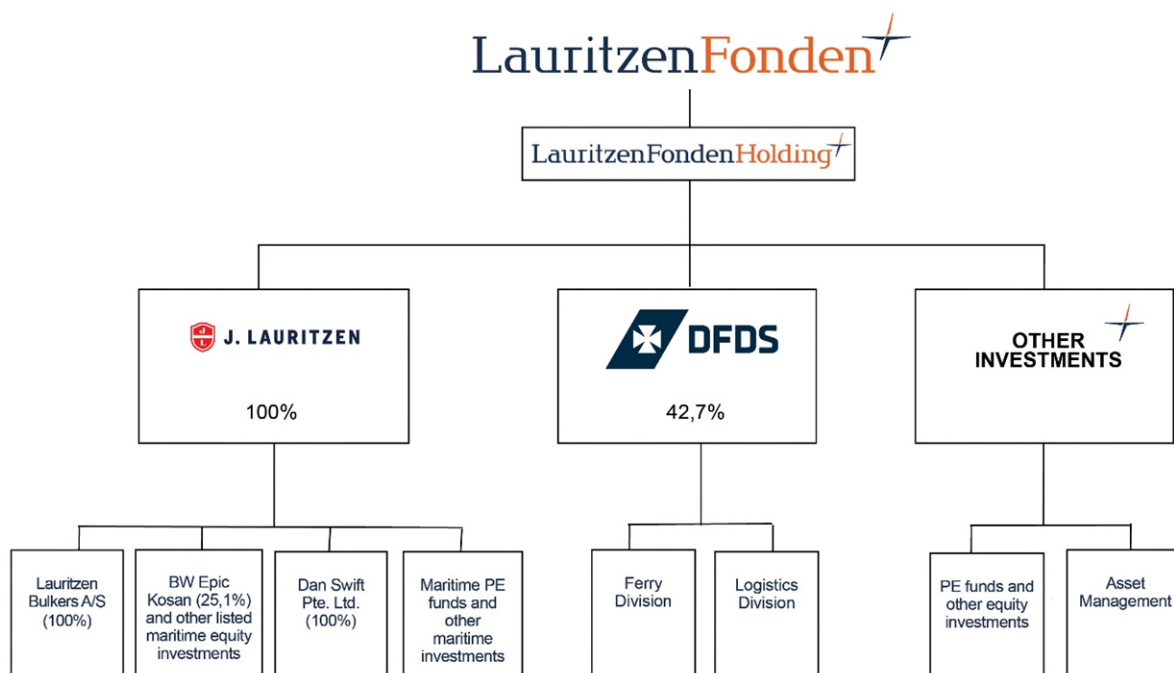 LauritzenFonden
LauritzenFondenHolding
J L
J. LAURITZEN
100%
DFDS
42,7%
OTHER
INVESTMENTS
Lauritzen
Bulkers A/S
(100%)
BW Epic
Kosan (25,1%)
and other listed
maritime equity
investments
Dan Swift
Pte. Ltd.
(100%)
Maritime PE
funds and
other
maritime
investments
Ferry
Division
Logistics
Division
PE funds and
other equity
investments
Asset
Management